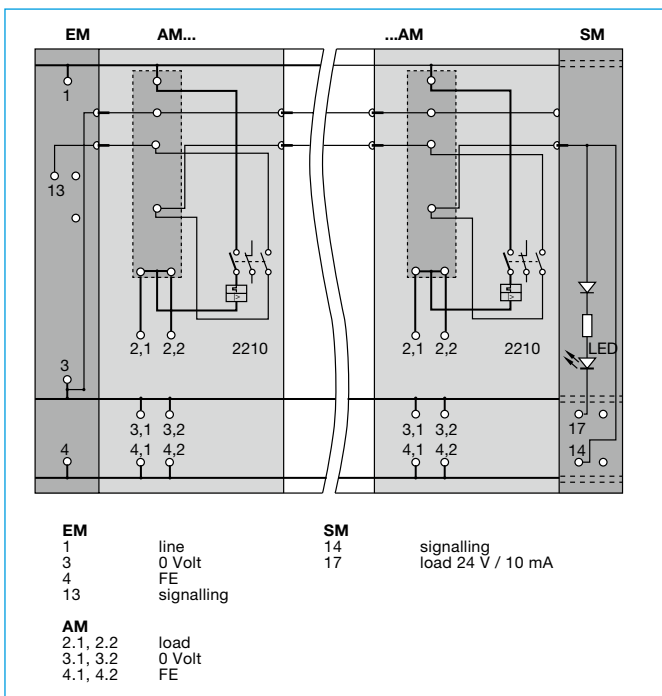 EM AM... ...AM SM
1
13
2,1 2,2 2210 2,1 2,2 2210 LED
3
3,1 3,2 3,1 3,2 17
4 4,1 4,2 4,1 4,2 14
EM
1 line
3 0 Volt
4 FE
13 signalling
AM
2.1, 2.2 load
3.1, 3.2 0 Volt
4.1, 4.2 FE
SM
14 signalling
17 load 24 V / 10 mA